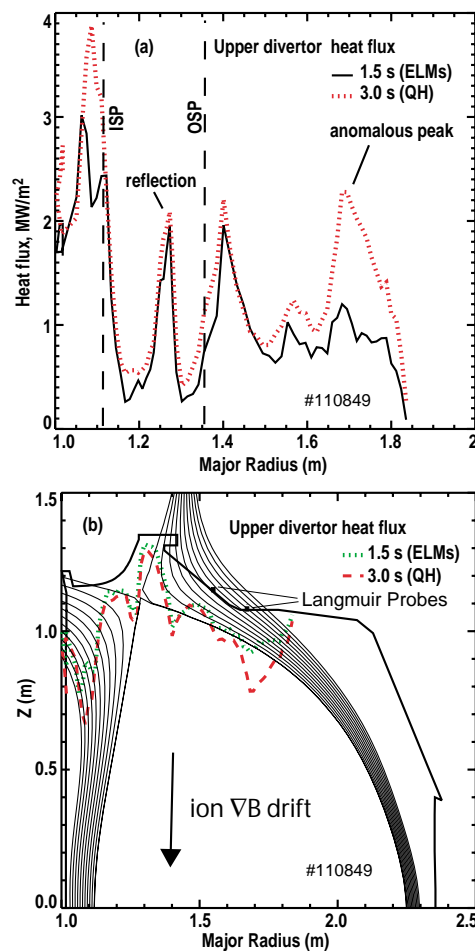 4
(a)
Upper divertor heat flux
1.5 s (ELMs)
3.0 s (QH)
ISP
OSP
anomalous peak
3
reflection
Heat flux, MW/m2
2
1
#110849
0
1.0 1.2 1.4 1.6 1.8 2
Major Radius (m)
1.5
(b)
Upper divertor heat flux
1.5 s (ELMs)
3.0 s (QH)
Langmuir Probes
1.0
Z (m)
0.5
ion ∇B drift
#110849
0.0
1.0 1.5 2.0 2.5
Major Radius (m)